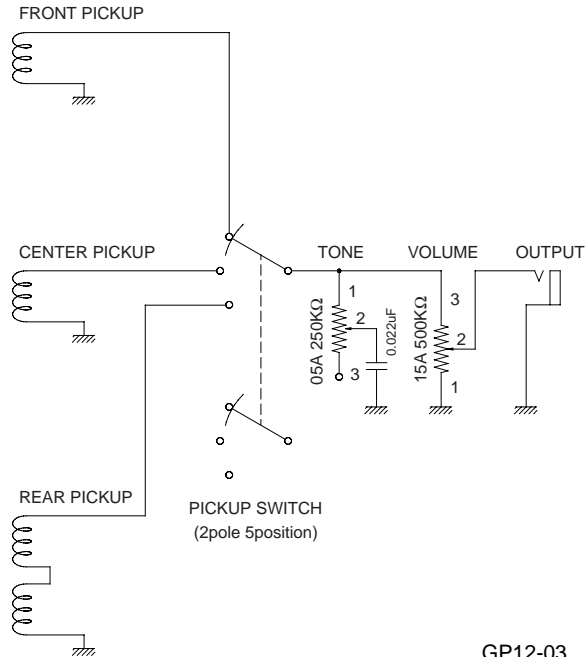 FRONT PICKUP
CENTER PICKUP
TONE
VOLUME
OUTPUT
1
2
3
05A 250KΩ
0.022uF
3
2
1
15A 500KΩ
REAR PICKUP
PICKUP SWITCH
(2pole 5position)
GP12-03